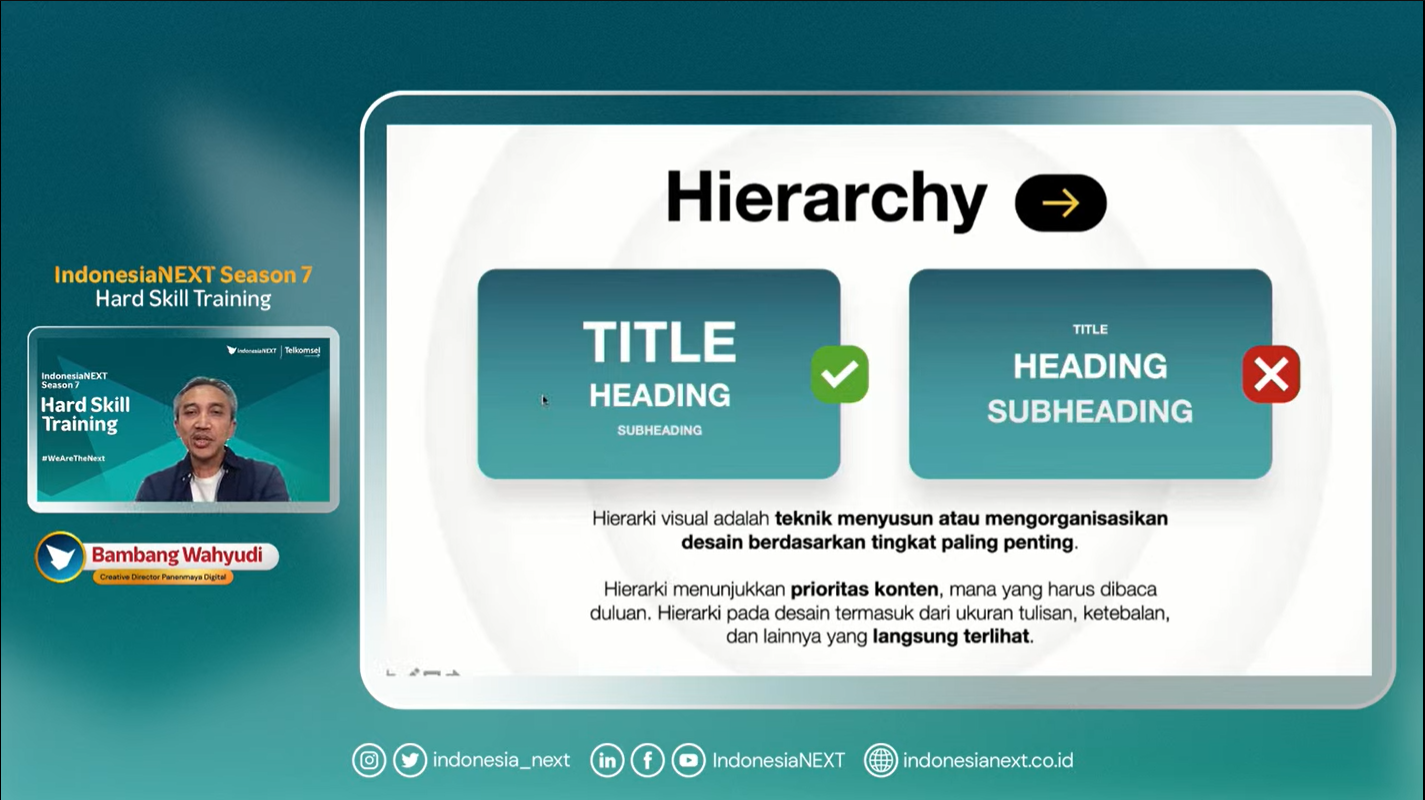 IndonesiaNEXT Season 7
Hard Skill Training
IndonesiaNEXT | Telkomsel
IndonesiaNEXT
Season 7
Hard Skill
Training
#WeAreTheNext
Bambang Wahyudi
Creative Director Panenmaya Digital
Hierarchy
TITLE
HEADING
SUBHEADING
TITLE
HEADING
SUBHEADING
Hierarki visual adalah teknik menyusun atau mengorganisasikan
desain berdasarkan tingkat paling penting.
Hierarki menunjukkan prioritas konten, mana yang harus dibaca
duluan. Hierarki pada desain termasuk dari ukuran tulisan, ketebalan,
dan lainnya yang langsung terlihat.
indonesia_next
IndonesiaNEXT
indonesianext.co.id